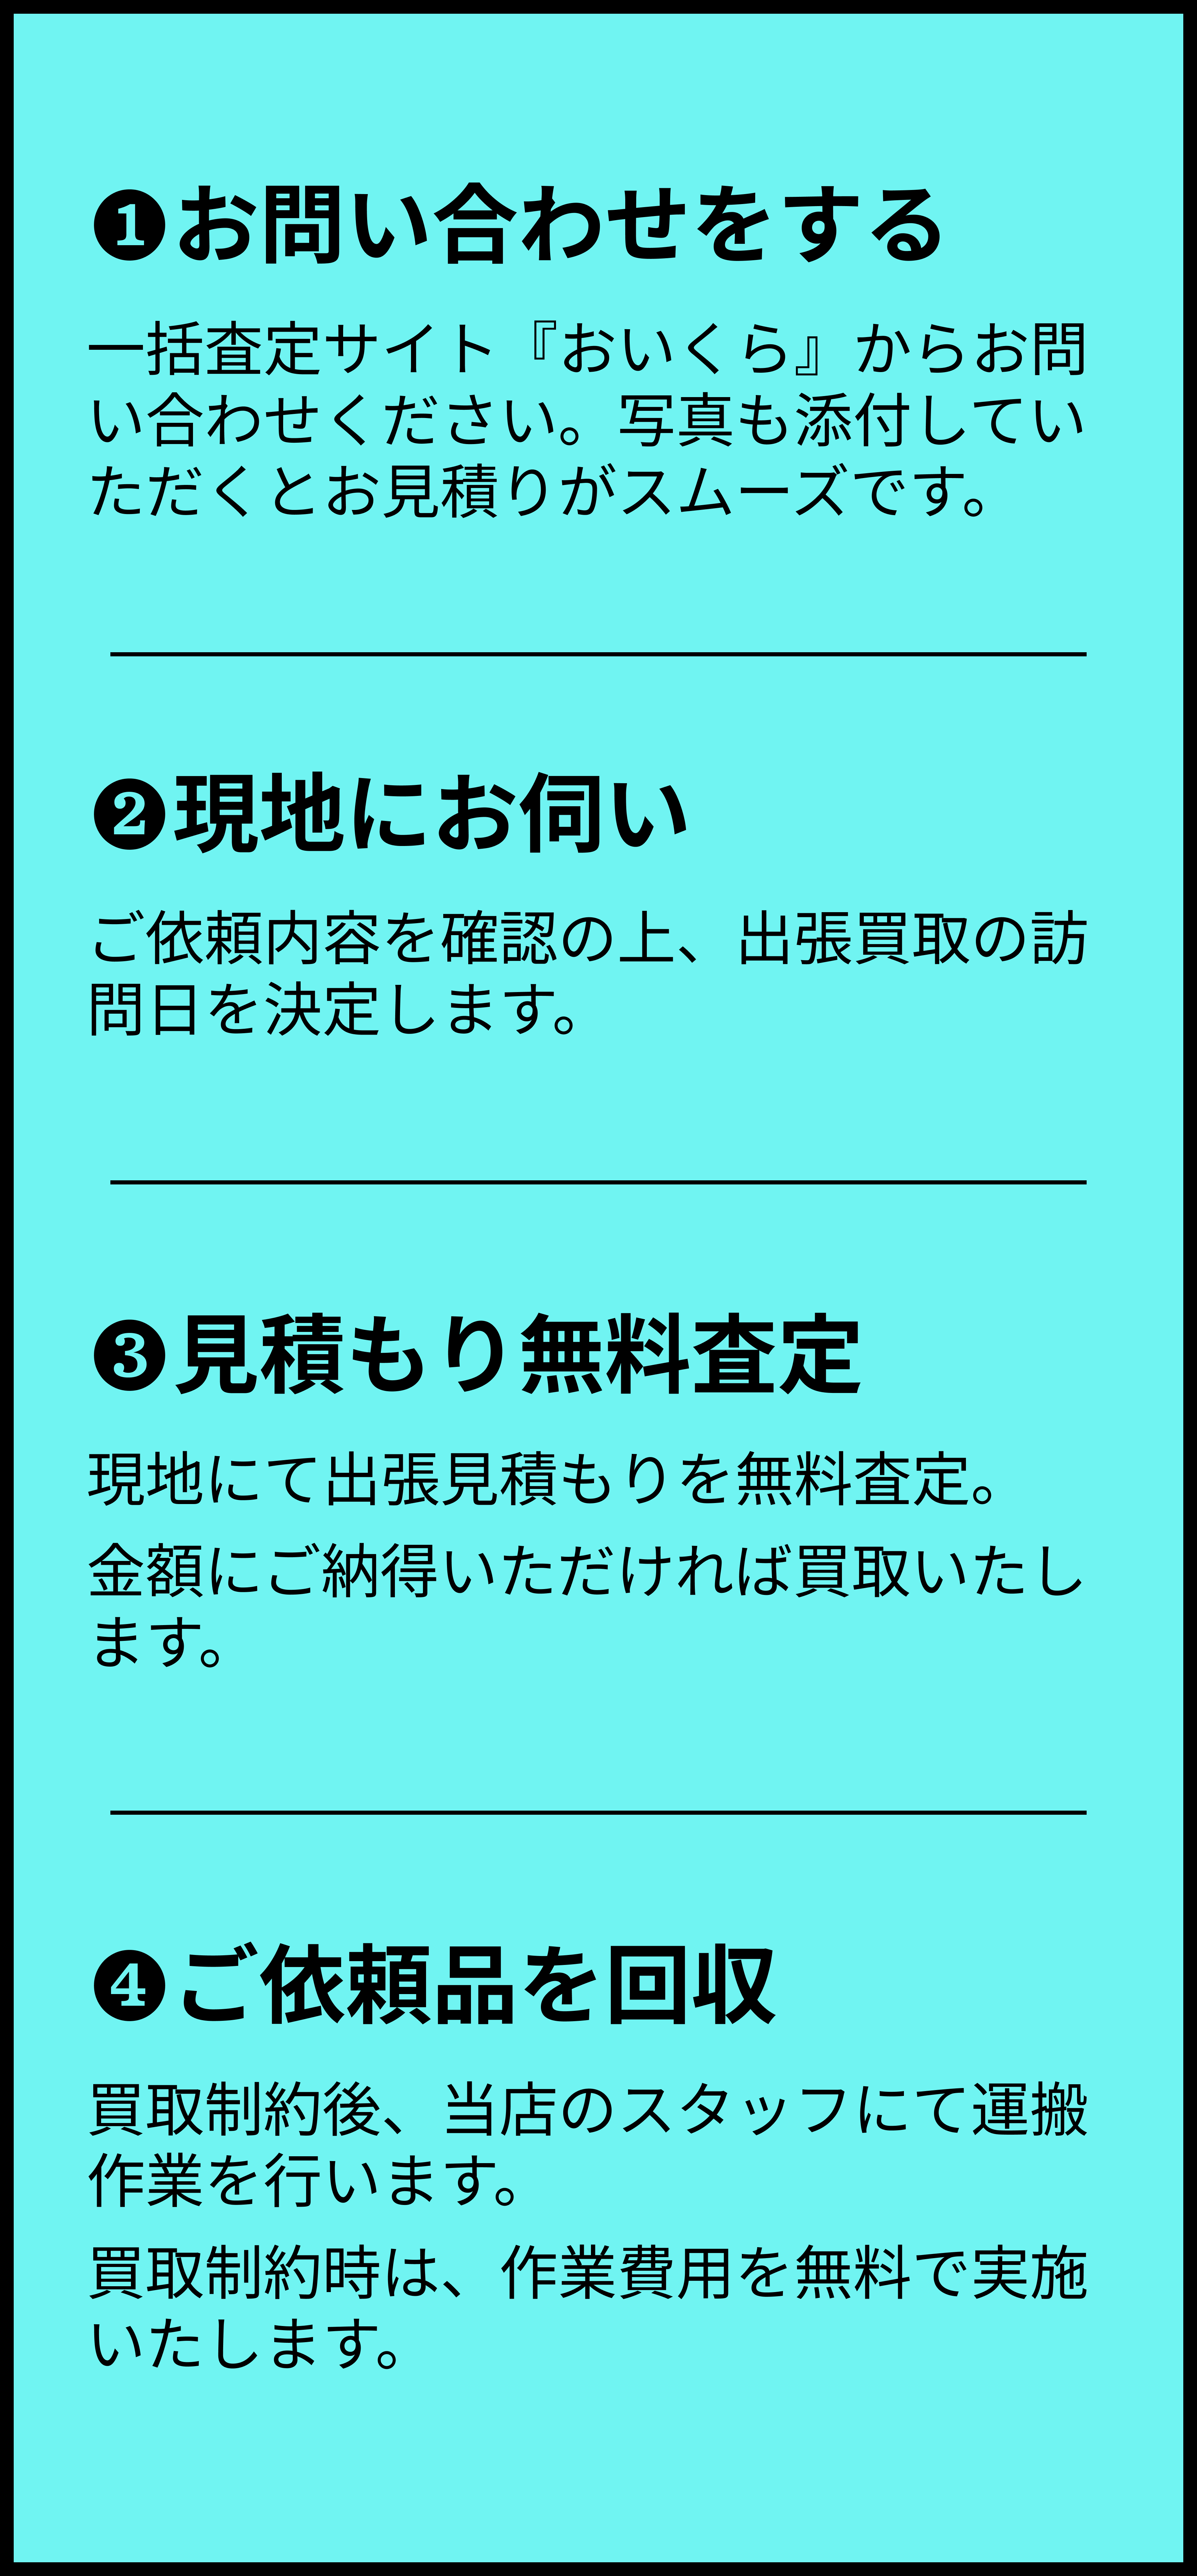 ❶お問い合わせをする
一括査定サイト『おいくら』からお問
い合わせください。写真も添付してい
ただくとお見積りがスムーズです。
❷現地にお伺い
ご依頼内容を確認の上、出張買取の訪
問日を決定します。
❸見積もり無料査定
現地にて出張見積もりを無料査定。
金額にご納得いただければ買取いたし
ます。
❹ご依頼品を回収
買取制約後、当店のスタッフにて運搬
作業を行います。
買取制約時は、作業費用を無料で実施
いたします。